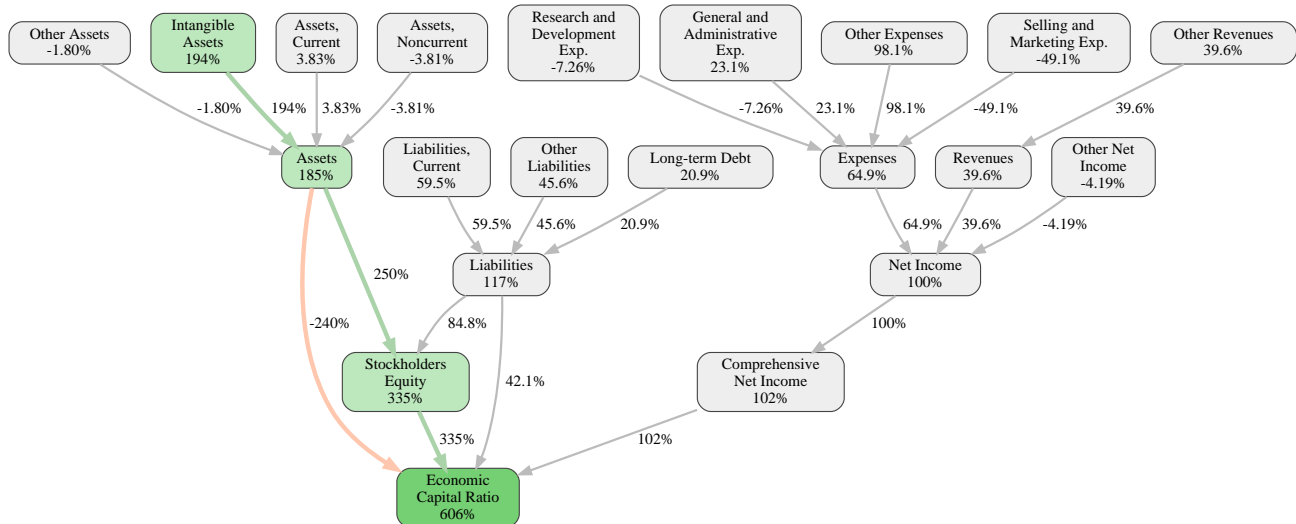 Other Assets
-1.80%
Intangible
Assets
194%
Assets,
Current
3.83%
Assets,
Noncurrent
-3.81%
Research and
Development
Exp.
-7.26%
General and
Administrative
Exp.
23.1%
Other Expenses
98.1%
Selling and
Marketing Exp.
-49.1%
Other Revenues
39.6%
-1.80%
194%
3.83%
-3.81%
-7.26%
23.1%
98.1%
-49.1%
39.6%
Assets
185%
Liabilities,
Current
59.5%
Other
Liabilities
45.6%
Long-term Debt
20.9%
Expenses
64.9%
Revenues
39.6%
Other Net
Income
-4.19%
59.5%
45.6%
20.9%
64.9%
39.6%
-4.19%
250%
Liabilities
117%
Net Income
100%
-240%
84.8%
100%
Stockholders
Equity
335%
42.1%
Comprehensive
Net Income
102%
335%
102%
Economic
Capital Ratio
606%